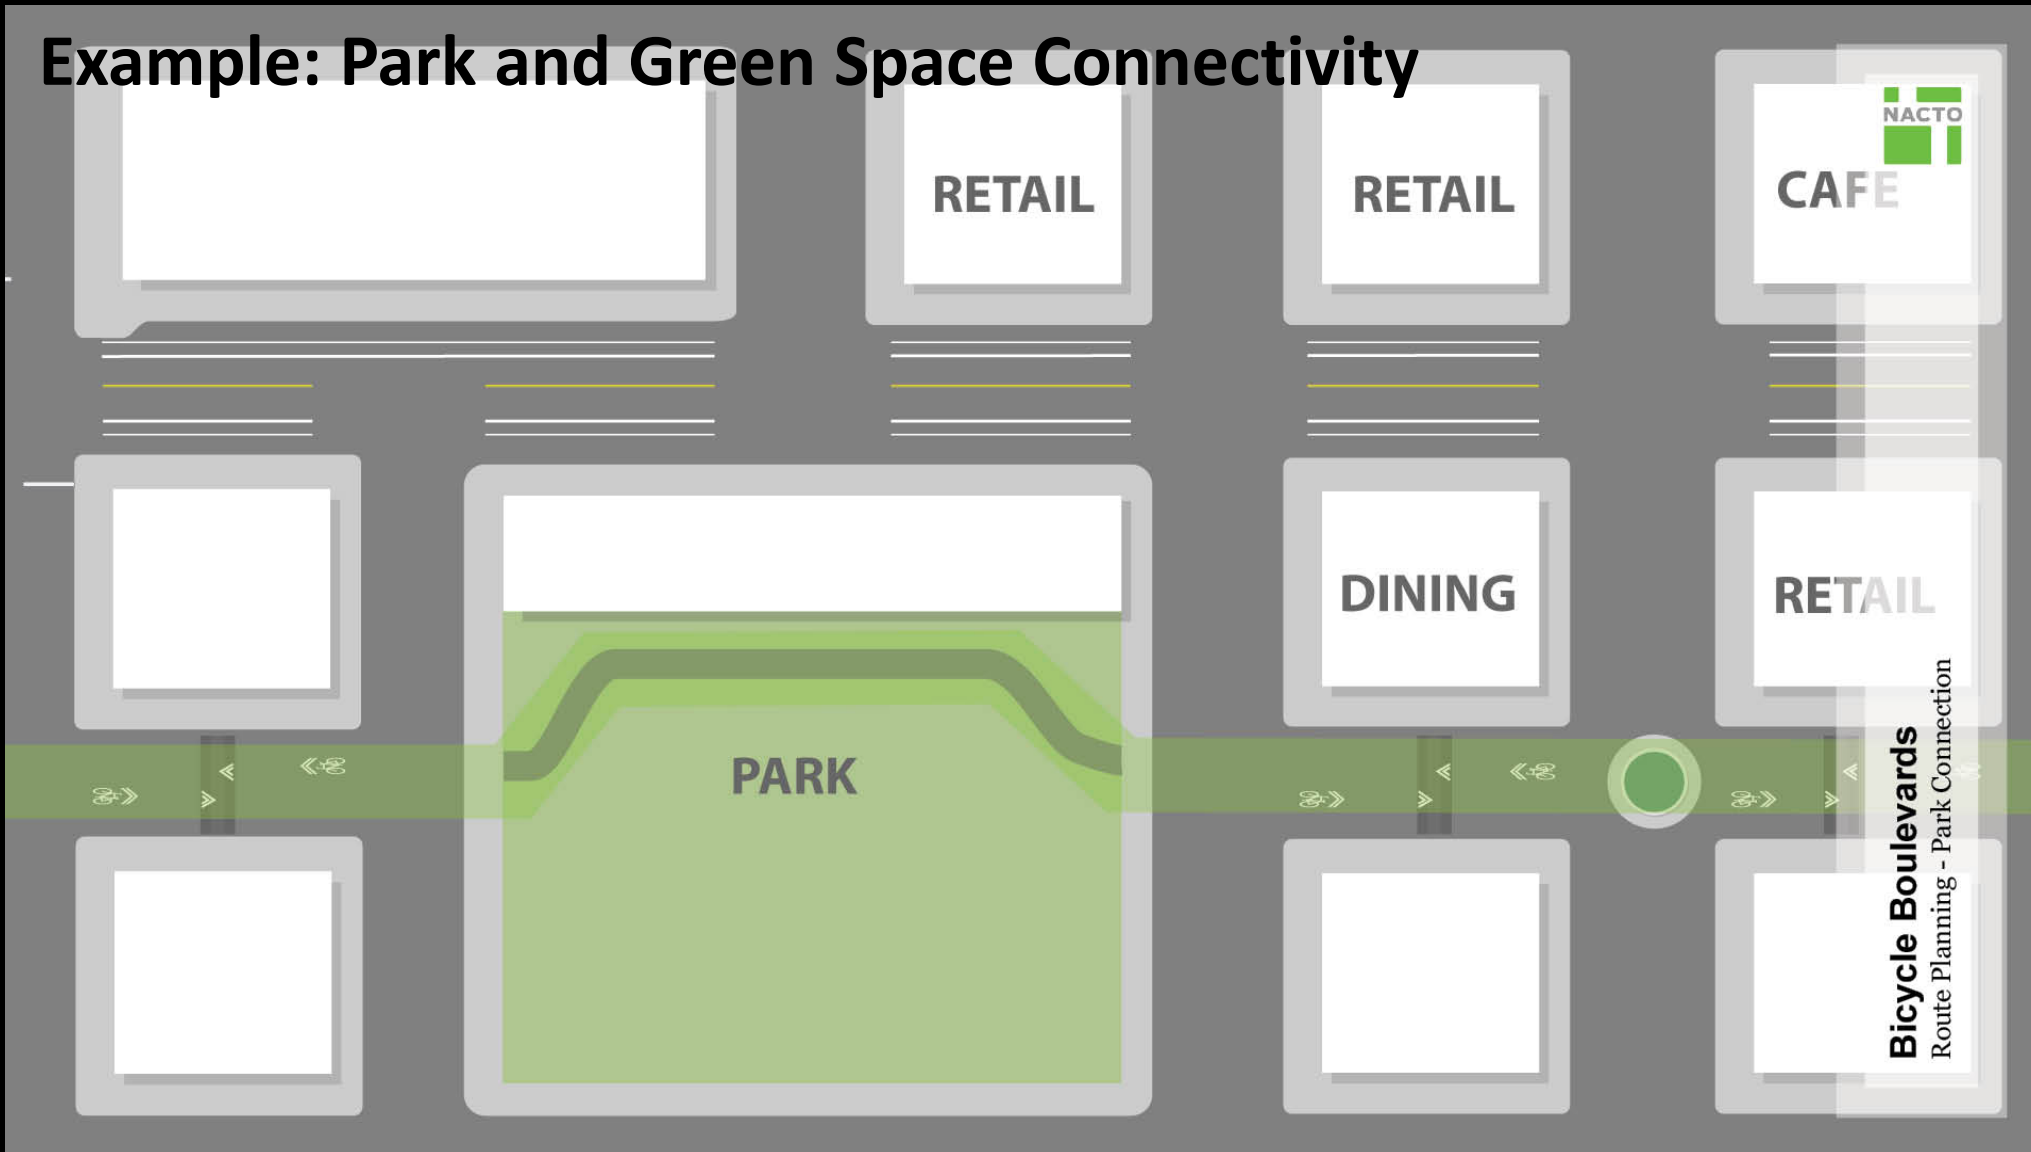 Example: Park and Green Space Connectivity
NACTO
RETAIL
RETAIL
CAFE
DINING
RETAIL
PARK
Bicycle Boulevards
Route Planning - Park Connection